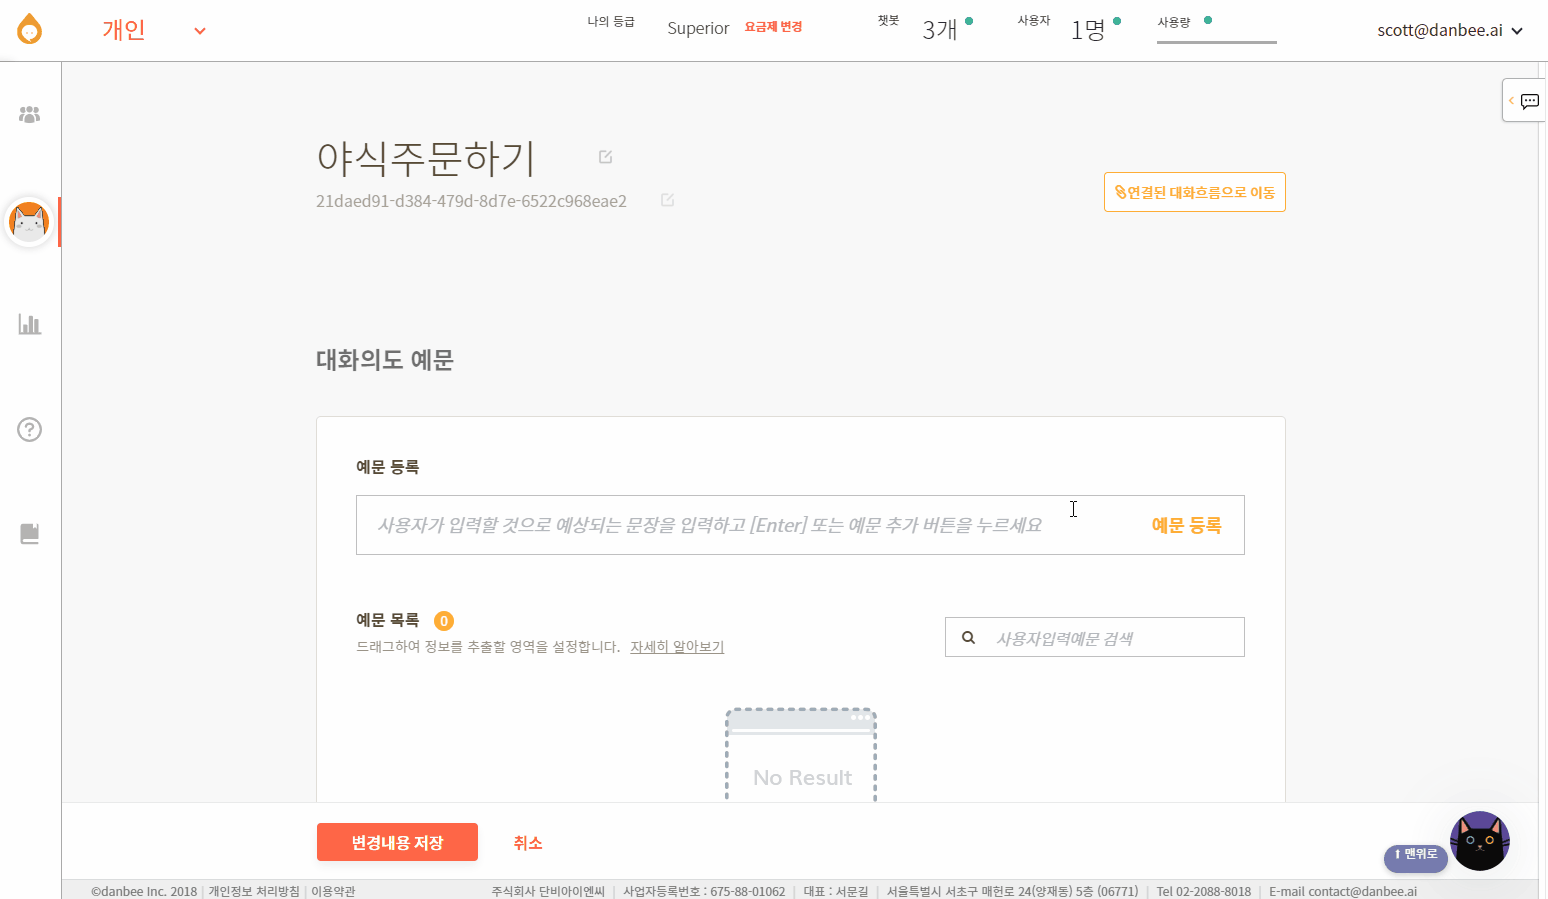 개인
나의 등급 Superior 요금제 변경
챗봇 3개
사용자 1명
사용량
scott@danbee.ai
야식주문하기
21daed91-d384-479d-8d7e-6522c968eae2
연결된 대화흐름으로 이동
대화의도 예문
예문 등록
사용자가 입력할 것으로 예상되는 문장을 입력하고 [Enter] 또는 예문 추가 버튼을 누르세요
예문 등록
예문 목록 0
드래그하여 정보를 추출할 영역을 설정합니다. 자세히 알아보기
사용자입력예문 검색
No Result
변경내용 저장 취소
↑ 맨위로
©danbee Inc. 2018 | 개인정보 처리방침 | 이용약관
주식회사 단비아이엔씨 | 사업자등록번호 : 675-88-01062 | 대표 : 서문길 | 서울특별시 서초구 매헌로 24(양재동) 5층 (06771) | Tel 02-2088-8018 | E-mail contact@danbee.ai